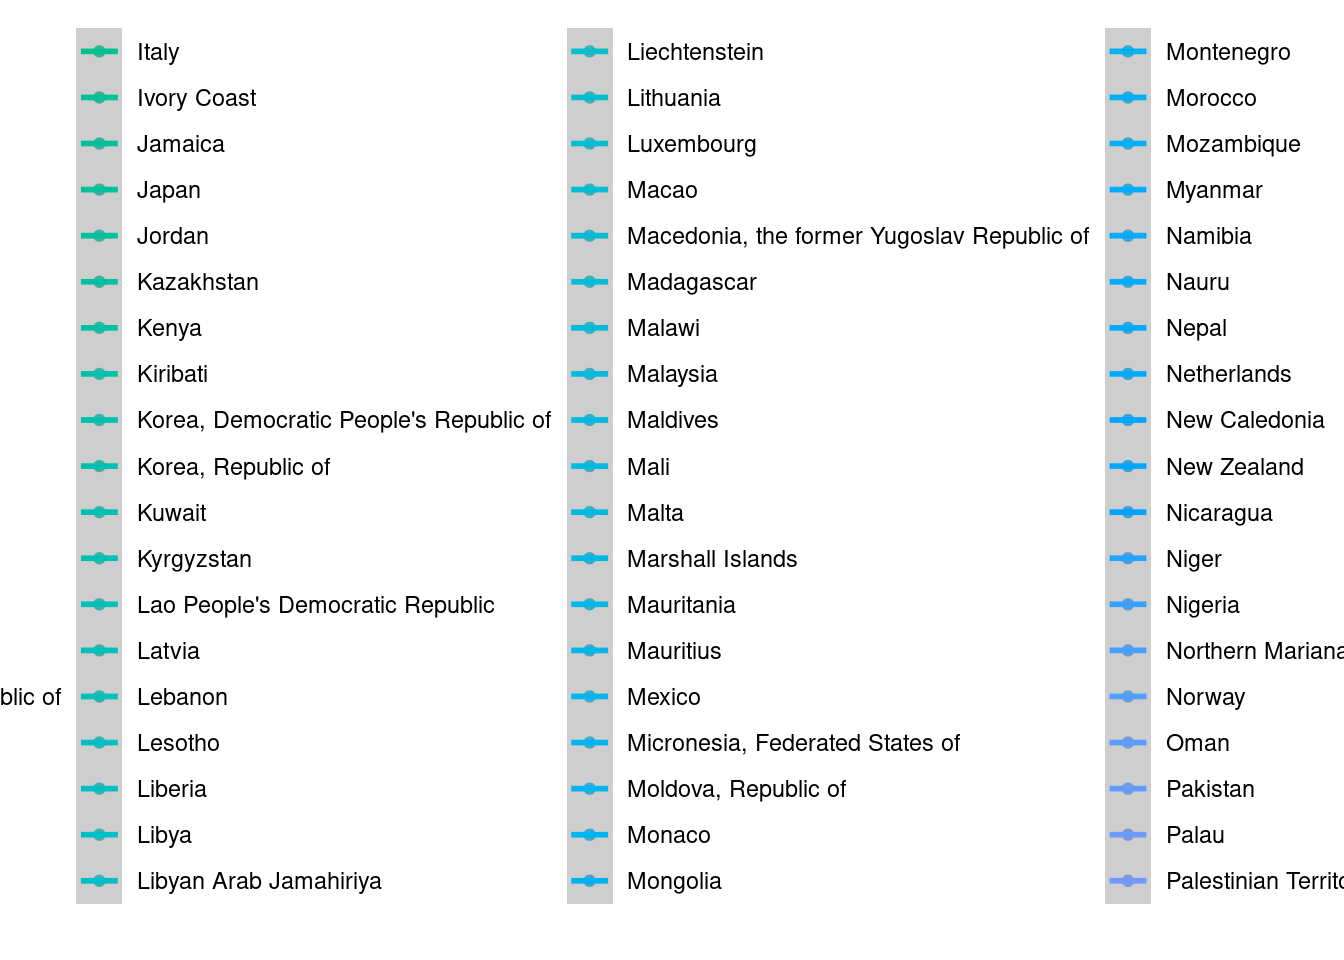 Italy
Ivory Coast
Jamaica
Japan
Jordan
Kazakhstan
Kenya
Kiribati
Korea, Democratic People's Republic of
Korea, Republic of
Kuwait
Kyrgyzstan
Lao People's Democratic Republic
Latvia
blic of
Lebanon
Lesotho
Liberia
Libya
Libyan Arab Jamahiriya
Liechtenstein
Lithuania
Luxembourg
Macao
Macedonia, the former Yugoslav Republic of
Madagascar
Malawi
Malaysia
Maldives
Mali
Malta
Marshall Islands
Mauritania
Mauritius
Mexico
Micronesia, Federated States of
Moldova, Republic of
Monaco
Mongolia
Montenegro
Morocco
Mozambique
Myanmar
Namibia
Nauru
Nepal
Netherlands
New Caledonia
New Zealand
Nicaragua
Niger
Nigeria
Northern Mariana
Norway
Oman
Pakistan
Palau
Palestinian Territo